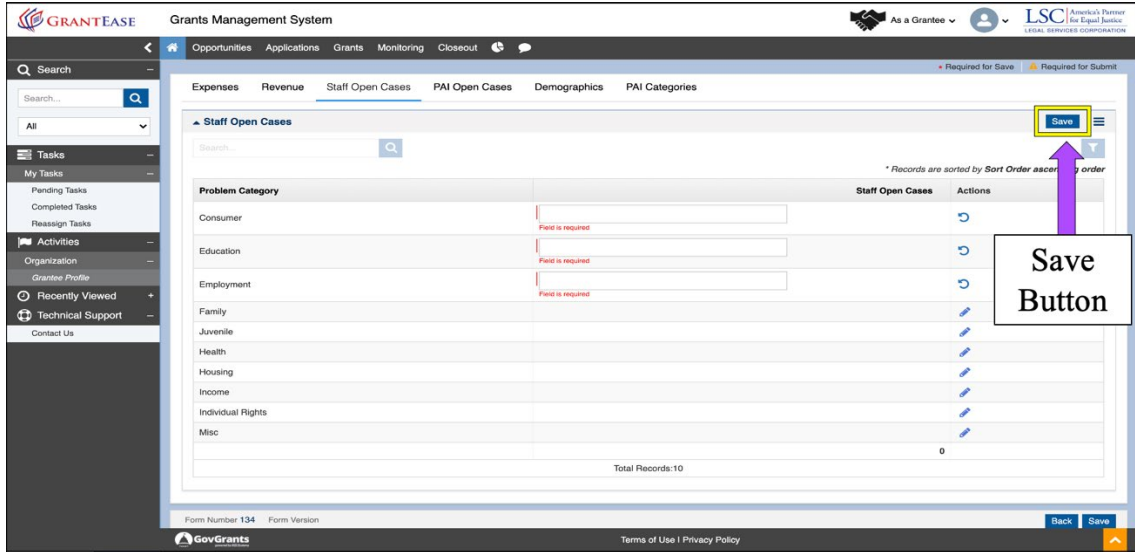 GRANTEASE
Grants Management System
As a Grantee
LSC America's Partner for Equal Justice
LEGAL SERVICES CORPORATION
Opportunities Applications Grants Monitoring Closeout
Search
Required for Save
Required for Submit
Expenses Revenue Staff Open Cases PAI Open Cases Demographics PAI Categories
Search...
All
Staff Open Cases
Save
Search...
* Records are sorted by Sort Order ascending order
Tasks
My Tasks
Pending Tasks
Completed Tasks
Reassign Tasks
Activities
Organization
Grantee Profile
Recently Viewed
Technical Support
Contact Us
Problem Category Staff Open Cases Actions
Consumer
Field is required
Education
Field is required
Employment
Field is required
Family
Juvenile
Health
Housing
Income
Individual Rights
Misc
0
Total Records:10
Save
Button
Form Number 134 Form Version
Back Save
GovGrants
Terms of Use I Privacy Policy